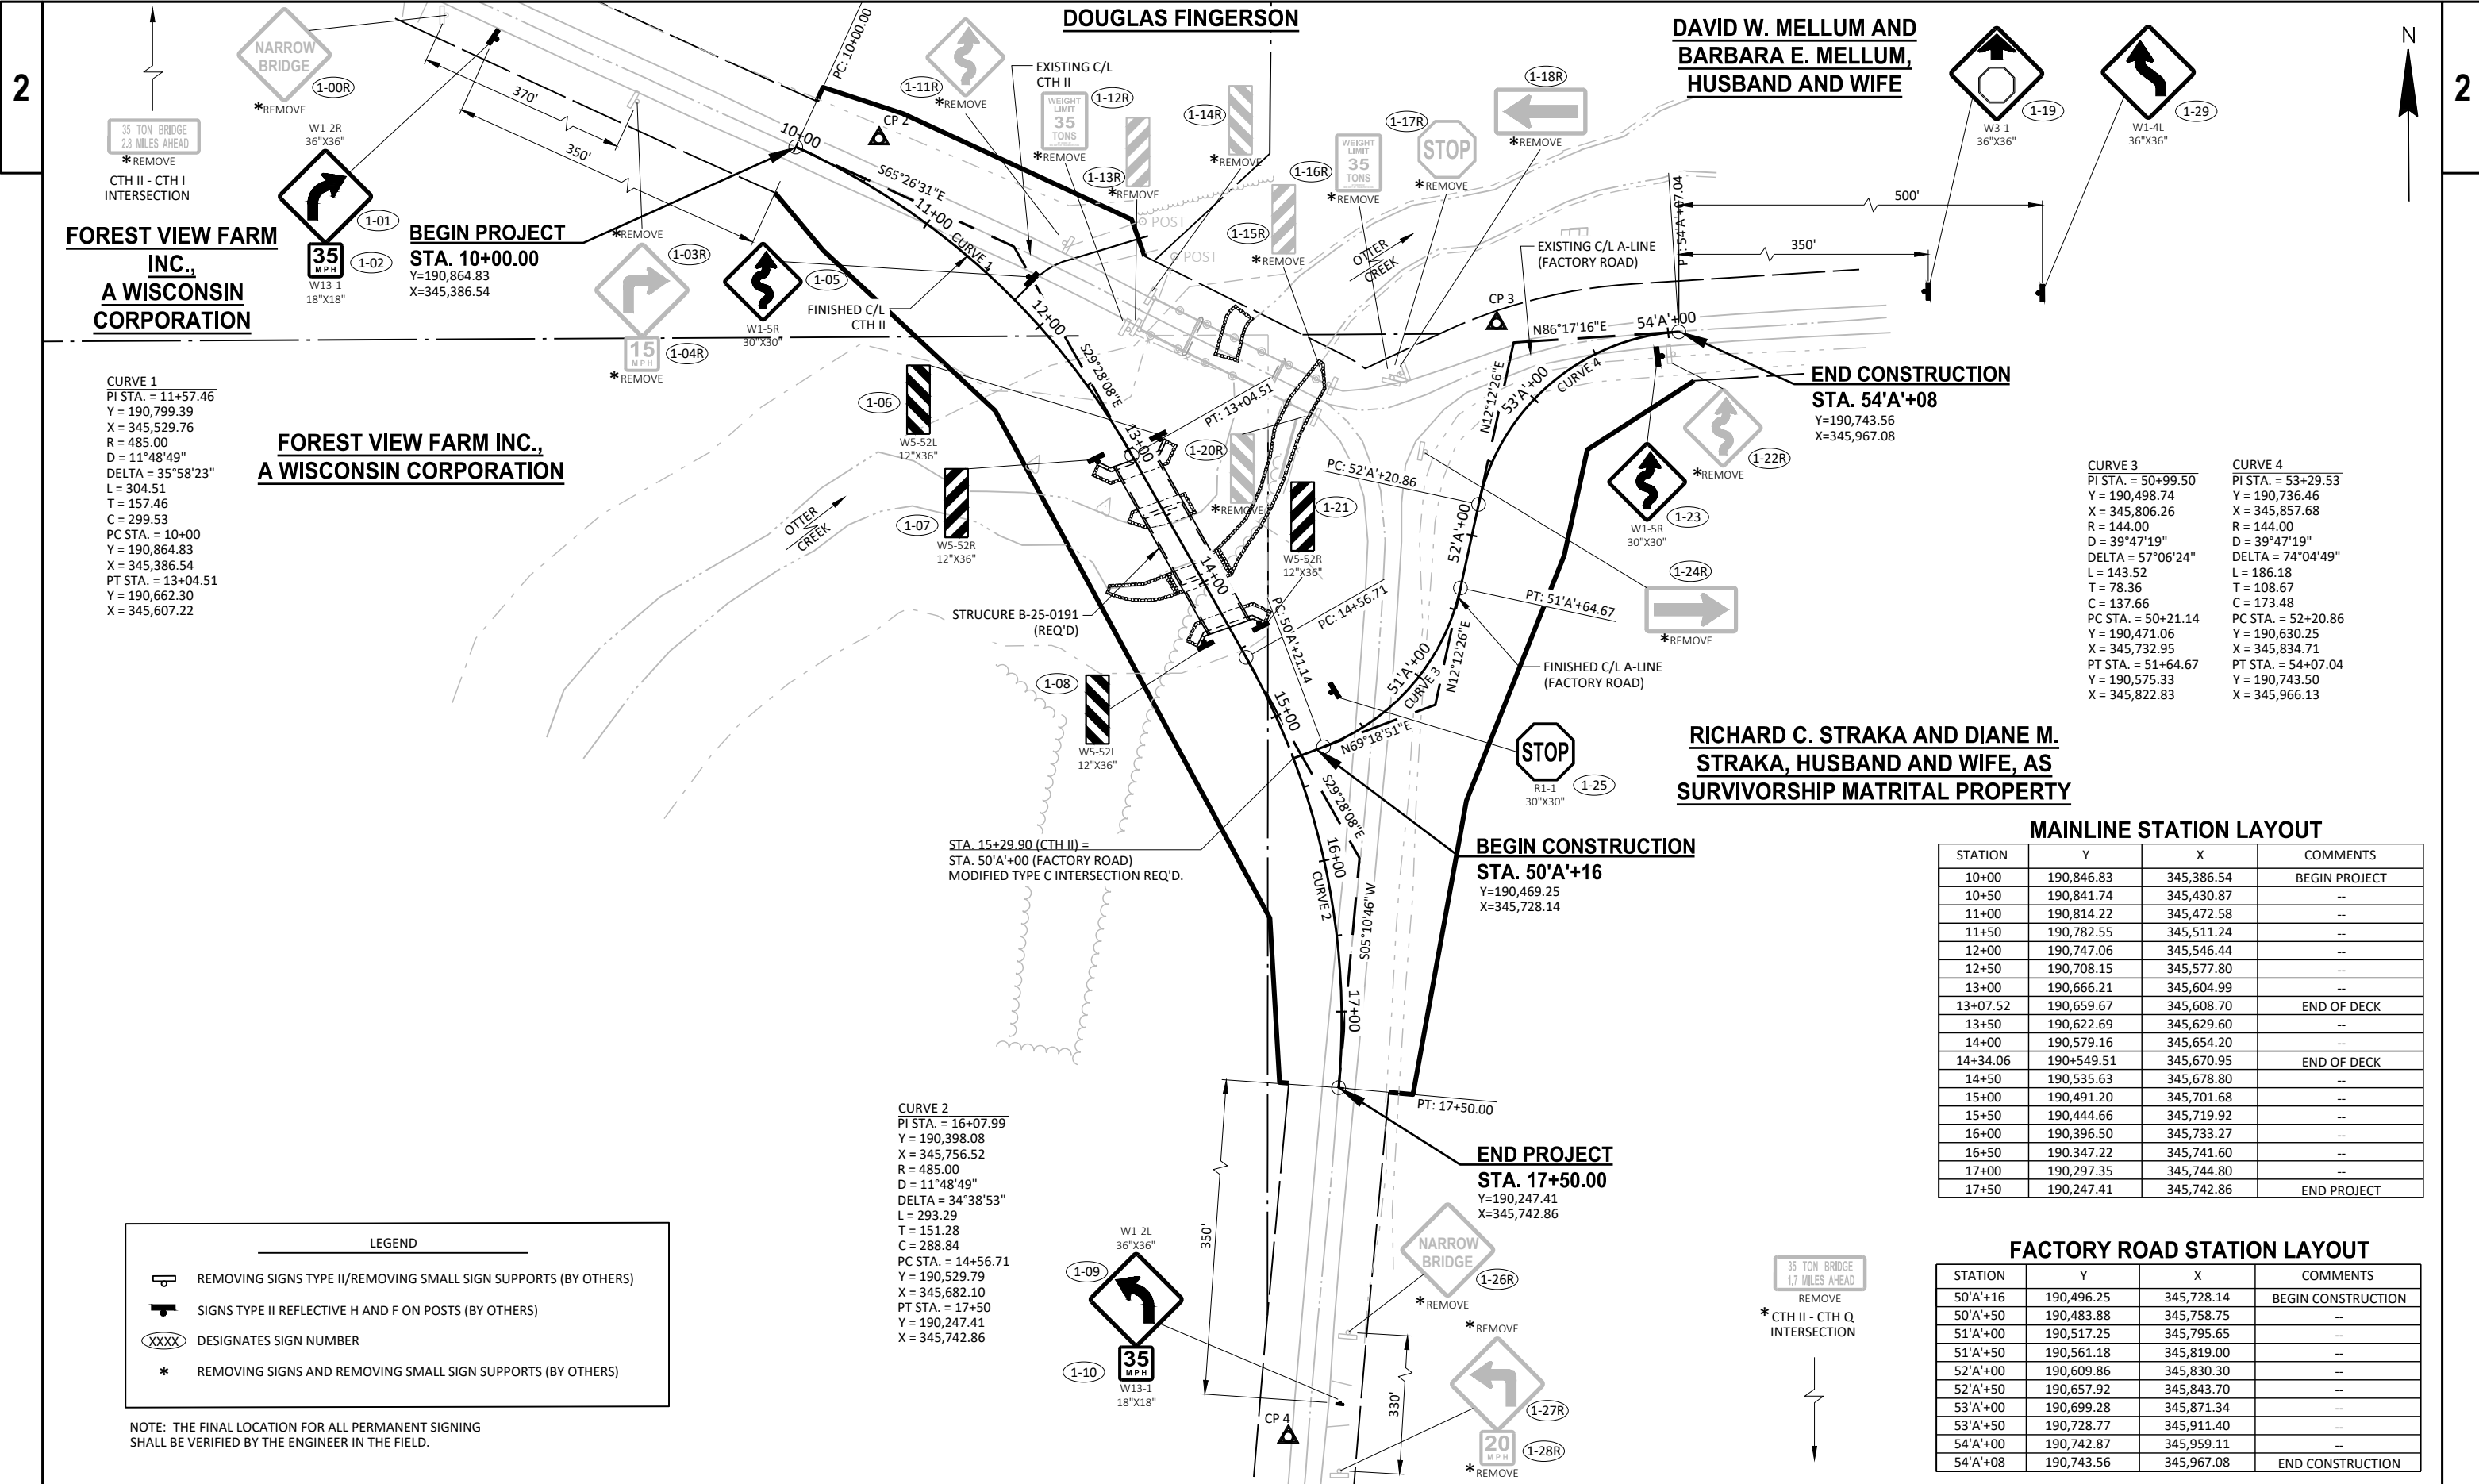 2
NARROW
BRIDGE
1-00R
*REMOVE
35 TON BRIDGE
2.8 MILES AHEAD
*REMOVE
CTH II - CTH I
INTERSECTION
W1-2R
36"X36"
1-01
35
MPH
1-02
W13-1
18"X18"
370'
350'
PC: 10+00.00
FOREST VIEW FARM
INC.,
A WISCONSIN
CORPORATION
BEGIN PROJECT
STA. 10+00.00
Y=190,864.83
X=345,386.54
*REMOVE
1-03R
15
MPH
1-04R
*REMOVE
1-05
W1-5R
30"X30"
FINISHED C/L
CTH II
10+00
CP 2
S65°26'31"E
11+00
CURVE 1
12+00
S29°28'08"E
DOUGLAS FINGERSON
1-11R
*REMOVE
EXISTING C/L
CTH II
WEIGHT
LIMIT
35
TONS
1-12R
*REMOVE
1-13R
*REMOVE
1-14R
*REMOVE
POST
POST
1-15R
*REMOVE
1-16R
WEIGHT
LIMIT
35
TONS
*REMOVE
1-17R
STOP
*REMOVE
1-18R
*REMOVE
OTTER
CREEK
DAVID W. MELLUM AND
BARBARA E. MELLUM,
HUSBAND AND WIFE
1-19
W3-1
36"X36"
1-29
W1-4L
36"X36"
N
2
PT: 54'A'+07.04
500'
350'
EXISTING C/L A-LINE
(FACTORY ROAD)
CP 3
N86°17'16"E
54'A'+00
N12°12'26"E
53'A'+00
CURVE 4
END CONSTRUCTION
STA. 54'A'+08
Y=190,743.56
X=345,967.08
1-22R
*REMOVE
1-23
W1-5R
30"X30"
1-24R
*REMOVE
CURVE 1
PI STA. = 11+57.46
Y = 190,799.39
X = 345,529.76
R = 485.00
D = 11°48'49"
DELTA = 35°58'23"
L = 304.51
T = 157.46
C = 299.53
PC STA. = 10+00
Y = 190,864.83
X = 345,386.54
PT STA. = 13+04.51
Y = 190,662.30
X = 345,607.22
FOREST VIEW FARM INC.,
A WISCONSIN CORPORATION
1-06
W5-52L
12"X36"
1-07
W5-52R
12"X36"
OTTER
CREEK
STRUCURE B-25-0191
(REQ'D)
1-08
W5-52L
12"X36"
13+00
PT: 13+04.51
1-20R
*REMOVE
1-21
W5-52R
12"X36"
14+00
PC: 14+56.71
PC: 50'A'+21.14
PC: 52'A'+20.86
52'A'+00
PT: 51'A'+64.67
N12°12'26"E
51'A'+00
CURVE 3
N69°18'51"E
FINISHED C/L A-LINE
(FACTORY ROAD)
15+00
STOP
R1-1
30"X30"
1-25
S29°28'08"E
STA. 15+29.90 (CTH II) =
STA. 50'A'+00 (FACTORY ROAD)
MODIFIED TYPE C INTERSECTION REQ'D.
BEGIN CONSTRUCTION
STA. 50'A'+16
Y=190,469.25
X=345,728.14
16+00
CURVE 2
S05°10'46"W
17+00
CURVE 3
PI STA. = 50+99.50
Y = 190,498.74
X = 345,806.26
R = 144.00
D = 39°47'19"
DELTA = 57°06'24"
L = 143.52
T = 78.36
C = 137.66
PC STA. = 50+21.14
Y = 190,471.06
X = 345,732.95
PT STA. = 51+64.67
Y = 190,575.33
X = 345,822.83
CURVE 4
PI STA. = 53+29.53
Y = 190,736.46
X = 345,857.68
R = 144.00
D = 39°47'19"
DELTA = 74°04'49"
L = 186.18
T = 108.67
C = 173.48
PC STA. = 52+20.86
Y = 190,630.25
X = 345,834.71
PT STA. = 54+07.04
Y = 190,743.50
X = 345,966.13
RICHARD C. STRAKA AND DIANE M.
STRAKA, HUSBAND AND WIFE, AS
SURVIVORSHIP MATRITAL PROPERTY
MAINLINE STATION LAYOUT
STATION Y X COMMENTS
10+00 190,846.83 345,386.54 BEGIN PROJECT
10+50 190,841.74 345,430.87 --
11+00 190,814.22 345,472.58 --
11+50 190,782.55 345,511.24 --
12+00 190,747.06 345,546.44 --
12+50 190,708.15 345,577.80 --
13+00 190,666.21 345,604.99 --
13+07.52 190,659.67 345,608.70 END OF DECK
13+50 190,622.69 345,629.60 --
14+00 190,579.16 345,654.20 --
14+34.06 190+549.51 345,670.95 END OF DECK
14+50 190,535.63 345,678.80 --
15+00 190,491.20 345,701.68 --
15+50 190,444.66 345,719.92 --
16+00 190,396.50 345,733.27 --
16+50 190.347.22 345,741.60 --
17+00 190,297.35 345,744.80 --
17+50 190,247.41 345,742.86 END PROJECT
CURVE 2
PI STA. = 16+07.99
Y = 190,398.08
X = 345,756.52
R = 485.00
D = 11°48'49"
DELTA = 34°38'53"
L = 293.29
T = 151.28
C = 288.84
PC STA. = 14+56.71
Y = 190,529.79
X = 345,682.10
PT STA. = 17+50
Y = 190,247.41
X = 345,742.86
PT: 17+50.00
END PROJECT
STA. 17+50.00
Y=190,247.41
X=345,742.86
350'
W1-2L
36"X36"
1-09
35
MPH
1-10
W13-1
18"X18"
CP 4
NARROW
BRIDGE
1-26R
*REMOVE
*REMOVE
330'
1-27R
20
MPH
1-28R
*REMOVE
35 TON BRIDGE
1.7 MILES AHEAD
REMOVE
*CTH II - CTH Q
INTERSECTION
FACTORY ROAD STATION LAYOUT
STATION Y X COMMENTS
50'A'+16 190,496.25 345,728.14 BEGIN CONSTRUCTION
50'A'+50 190,483.88 345,758.75 --
51'A'+00 190,517.25 345,795.65 --
51'A'+50 190,561.18 345,819.00 --
52'A'+00 190,609.86 345,830.30 --
52'A'+50 190,657.92 345,843.70 --
53'A'+00 190,699.28 345,871.34 --
53'A'+50 190,728.77 345,911.40 --
54'A'+00 190,742.87 345,959.11 --
54'A'+08 190,743.56 345,967.08 END CONSTRUCTION
LEGEND
REMOVING SIGNS TYPE II/REMOVING SMALL SIGN SUPPORTS (BY OTHERS)
SIGNS TYPE II REFLECTIVE H AND F ON POSTS (BY OTHERS)
XXXX DESIGNATES SIGN NUMBER
* REMOVING SIGNS AND REMOVING SMALL SIGN SUPPORTS (BY OTHERS)
NOTE: THE FINAL LOCATION FOR ALL PERMANENT SIGNING
SHALL BE VERIFIED BY THE ENGINEER IN THE FIELD.